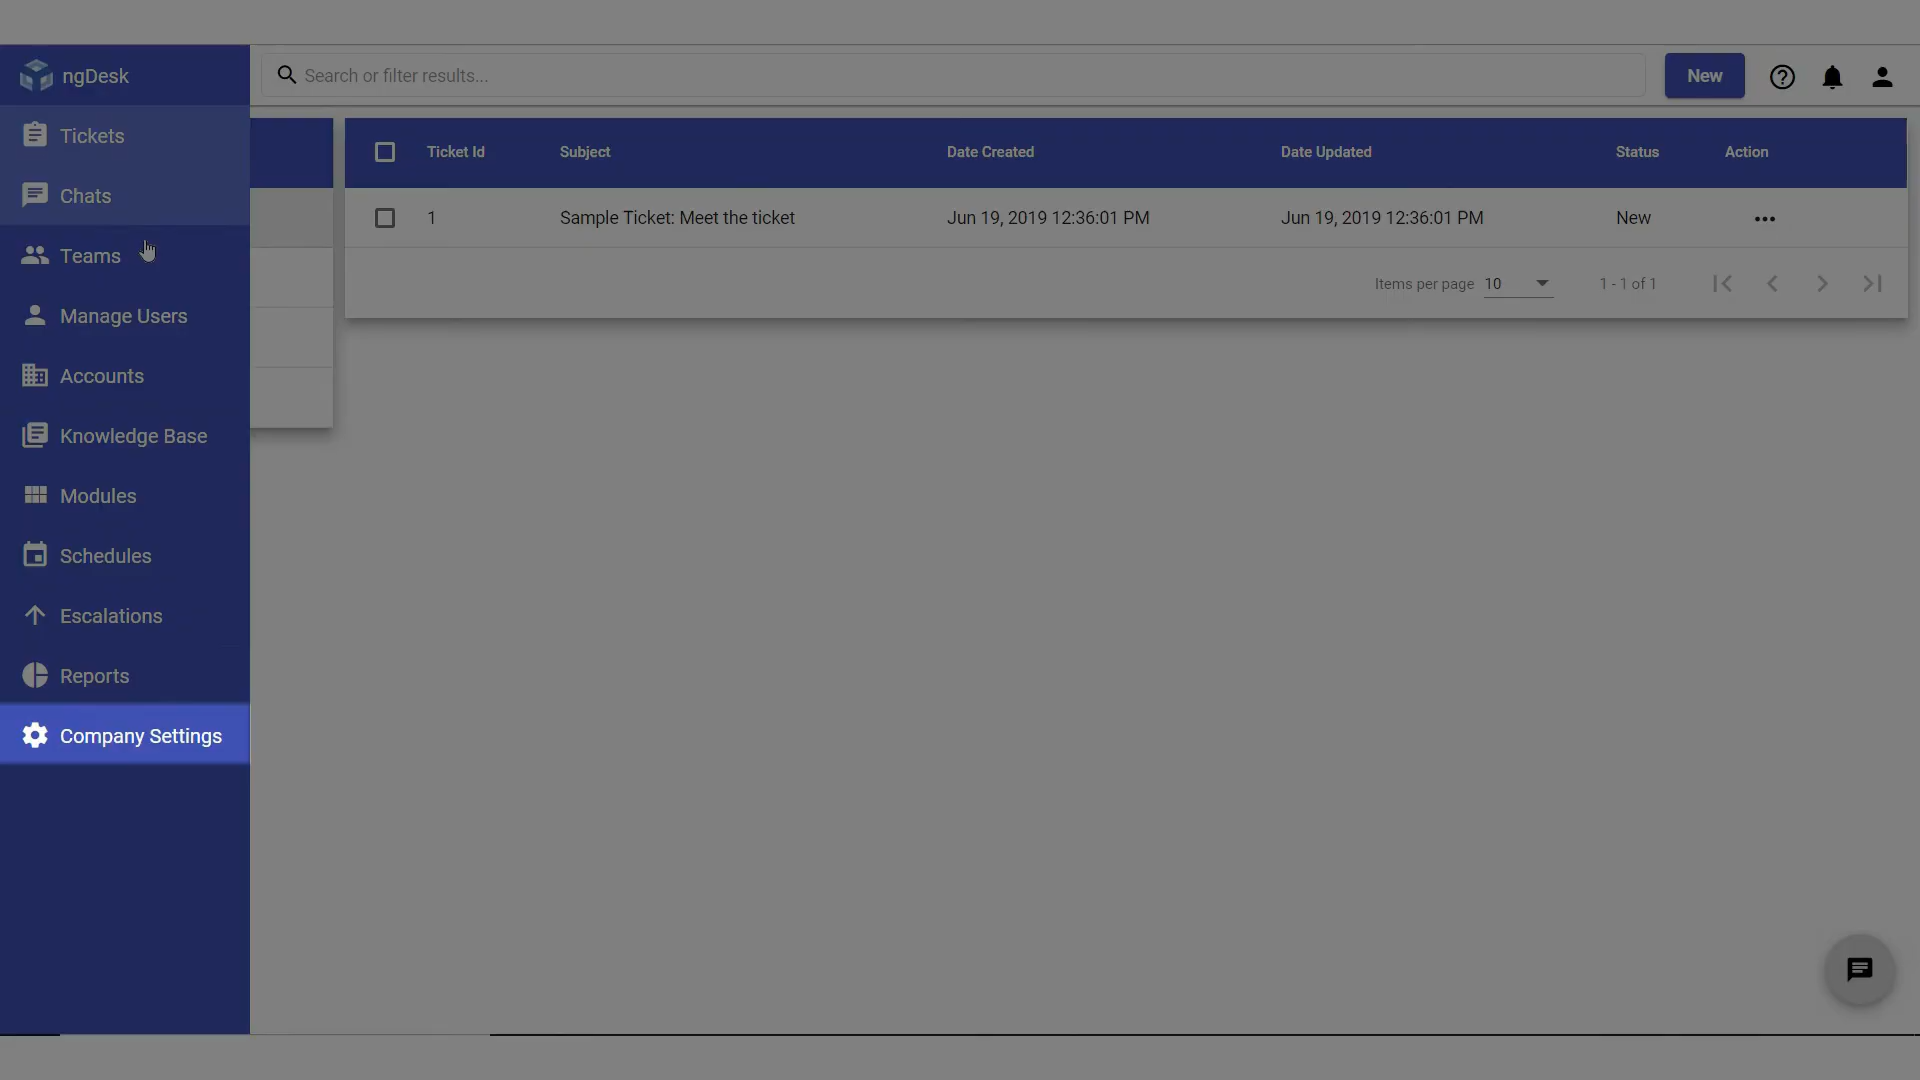 ngDesk
Search or filter results...
New
Tickets
Chats
Teams
Manage Users
Accounts
Knowledge Base
Modules
Schedules
Escalations
Reports
Company Settings
Ticket Id Subject Date Created Date Updated Status Action
1 Sample Ticket: Meet the ticket Jun 19, 2019 12:36:01 PM Jun 19, 2019 12:36:01 PM New
Items per page 10 1 - 1 of 1